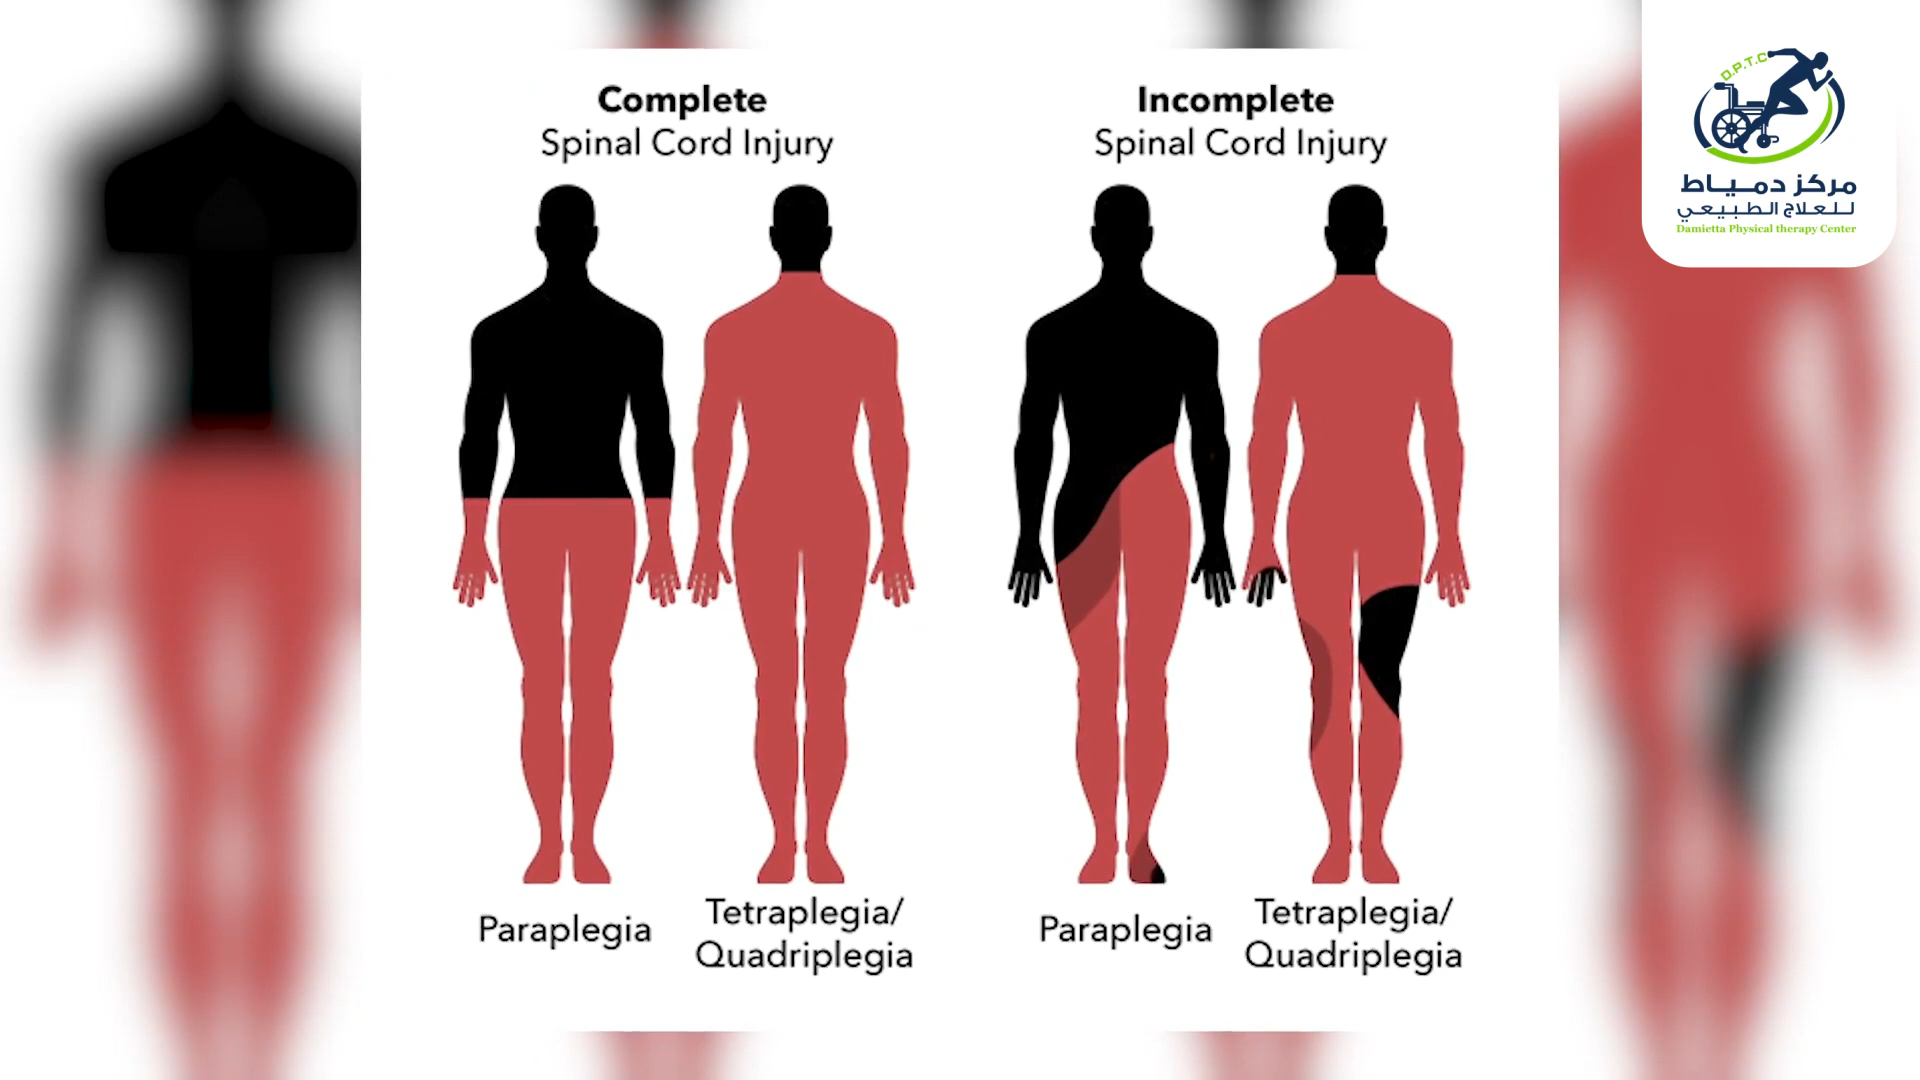 Complete
Spinal Cord Injury
Incomplete
Spinal Cord Injury
Paraplegia
Tetraplegia/
Quadriplegia
Paraplegia
Tetraplegia/
Quadriplegia
D.P.T.C
مركز دمياط
للعلاج الطبيعي
Damietta Physical therapy Center